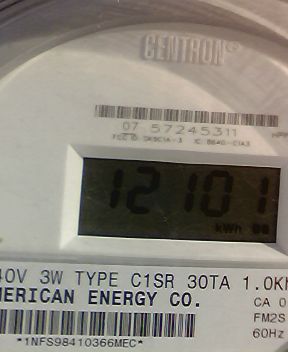 CENTRON®
07 57245311
12101
kWh
40V 3W TYPE C1SR 30TA 1.0K
MERICAN ENERGY CO.
CA 0
FM2S
60Hz
*1NFS98410366MEC*